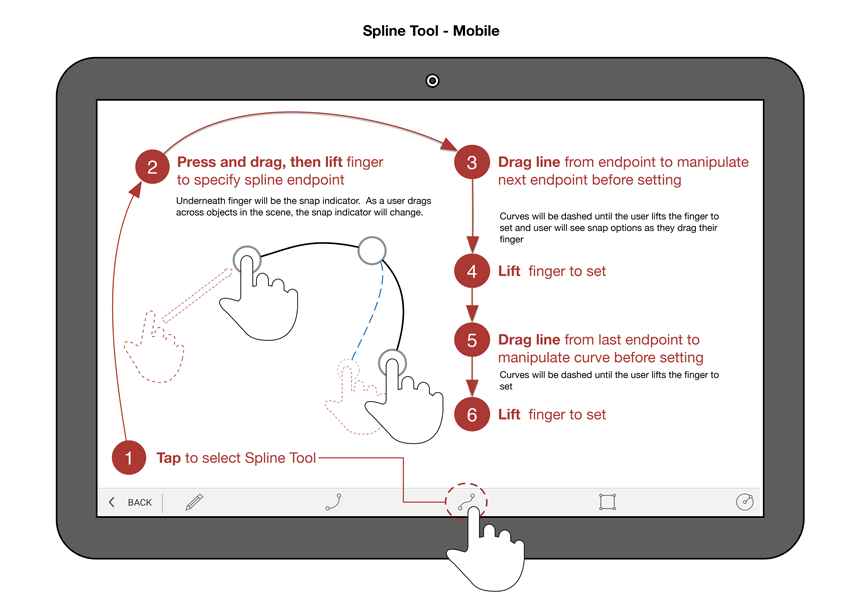 Spline Tool - Mobile
2
Press and drag, then lift finger
to specify spline endpoint
Underneath finger will be the snap indicator. As a user drags
across objects in the scene, the snap indicator will change.
3
Drag line from endpoint to manipulate
next endpoint before setting
Curves will be dashed until the user lifts the finger to
set and user will see snap options as they drag their
finger
4
Lift finger to set
5
Drag line from last endpoint to
manipulate curve before setting
Curves will be dashed until the user lifts the finger to
set
6
Lift finger to set
1
Tap to select Spline Tool
BACK